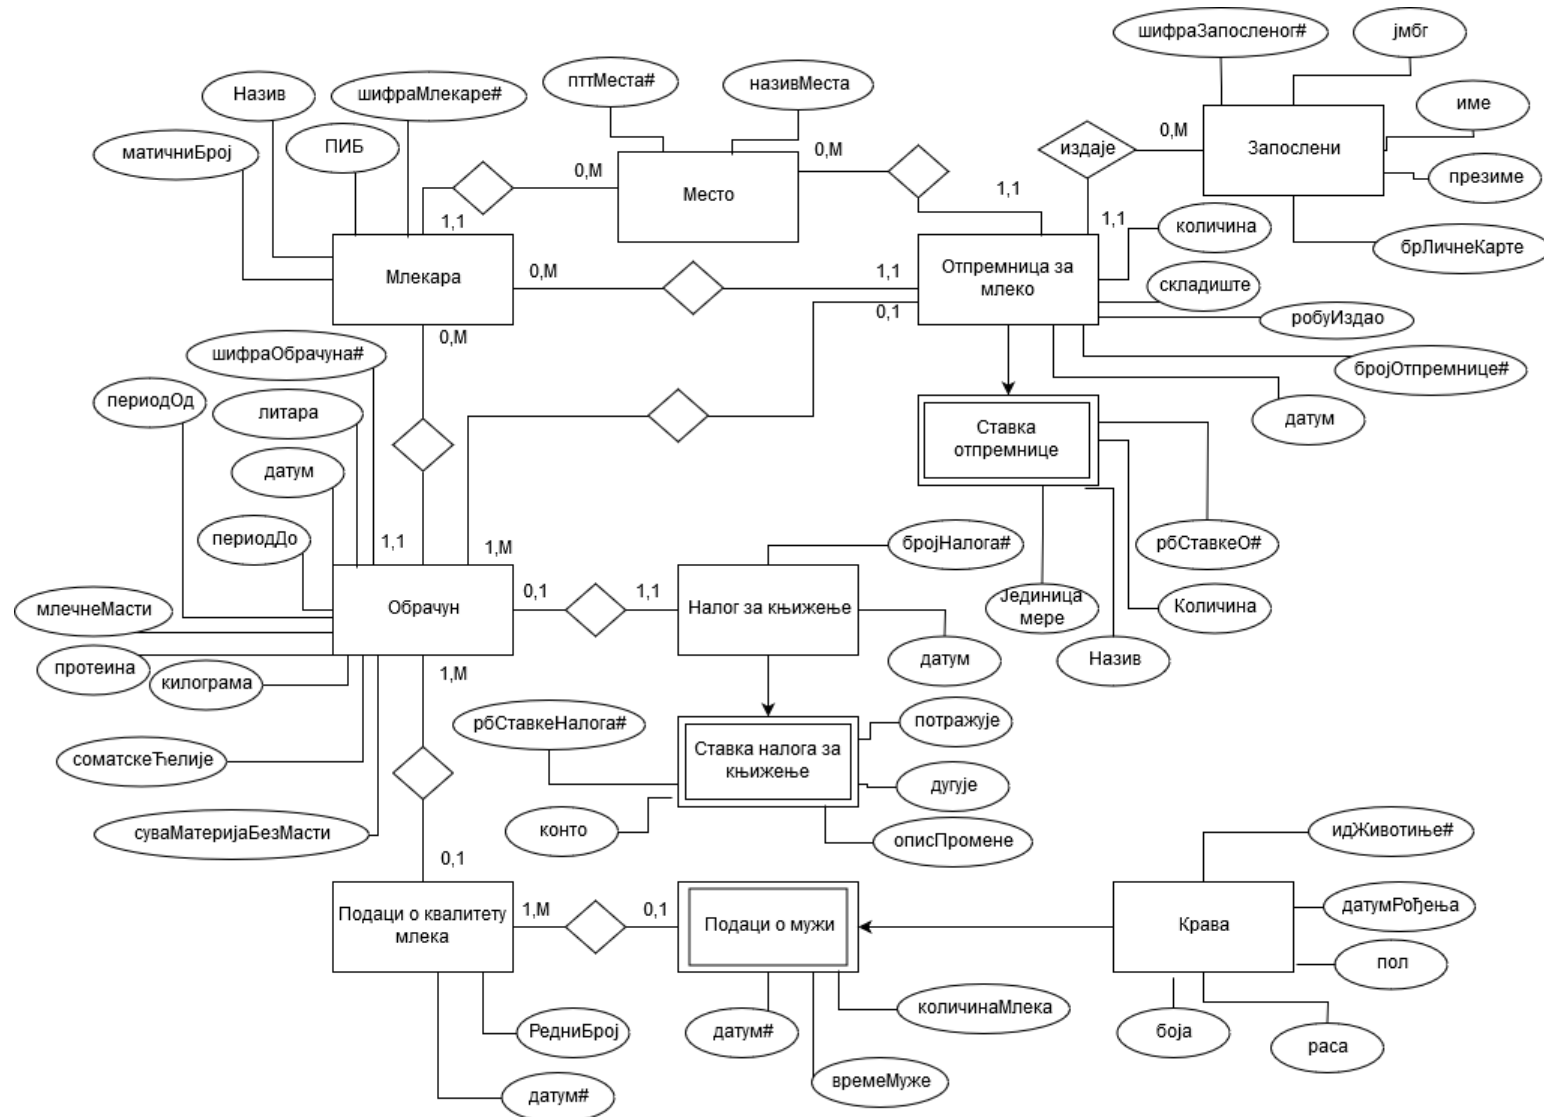 шифраЗапосленог#
јмбг
пттМеста#
називМеста
Назив
шифраМлекаре#
име
матичниБрој
ПИБ
0,М
0,М
издаје
0,М
Запослени
0,М
Место
презиме
1,1
1,1
1,1
количина
брЛичнеКарте
Млекара
0,М
1,1
Отпремница за
млеко
складиште
0,М
0,1
робуИздао
шифраОбрачуна#
бројОтпремнице#
периодОд
литара
датум
Ставка
отпремнице
датум
периодДо
1,1
1,М
бројНалога#
рбСтавкеО#
млечнеМасти
Обрачун
0,1
1,1
Налог за књижење
Јединица
мере
Количина
протеина
килограма
1,М
датум
Назив
рбСтавкеНалога#
потражује
соматскеЋелије
Ставка налога за
књижење
дугује
суваМатеријаБезМасти
конто
описПромене
идЖивотиње#
0,1
Подаци о квалитету
млека
1,М
0,1
Подаци о мужи
Крава
датумРођења
пол
РедниБрој
датум#
количинаМлека
боја
раса
датум#
времеМуже